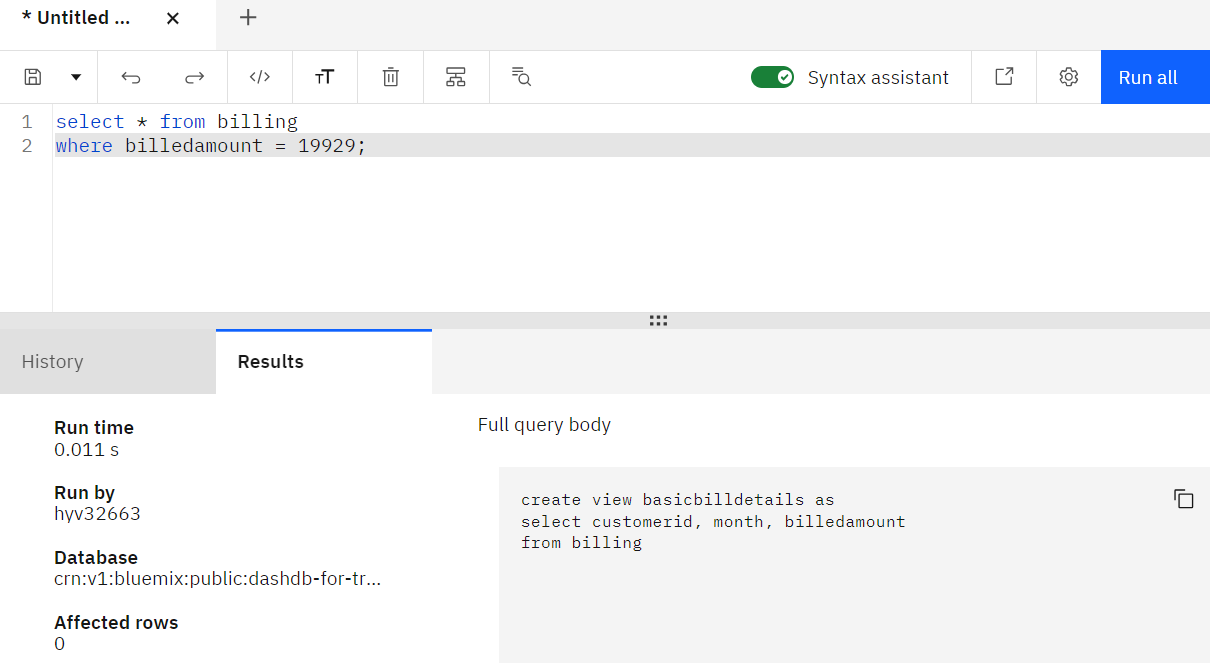 * Untitled ...
Syntax assistant
Run all
1 select * from billing
2 where billedamount = 19929;
History
Results
Run time
0.011 s
Run by
hyv32663
Database
crn:v1:bluemix:public:dashdb-for-tr...
Affected rows
0
Full query body
create view basicbilldetails as
select customerid, month, billedamount
from billing